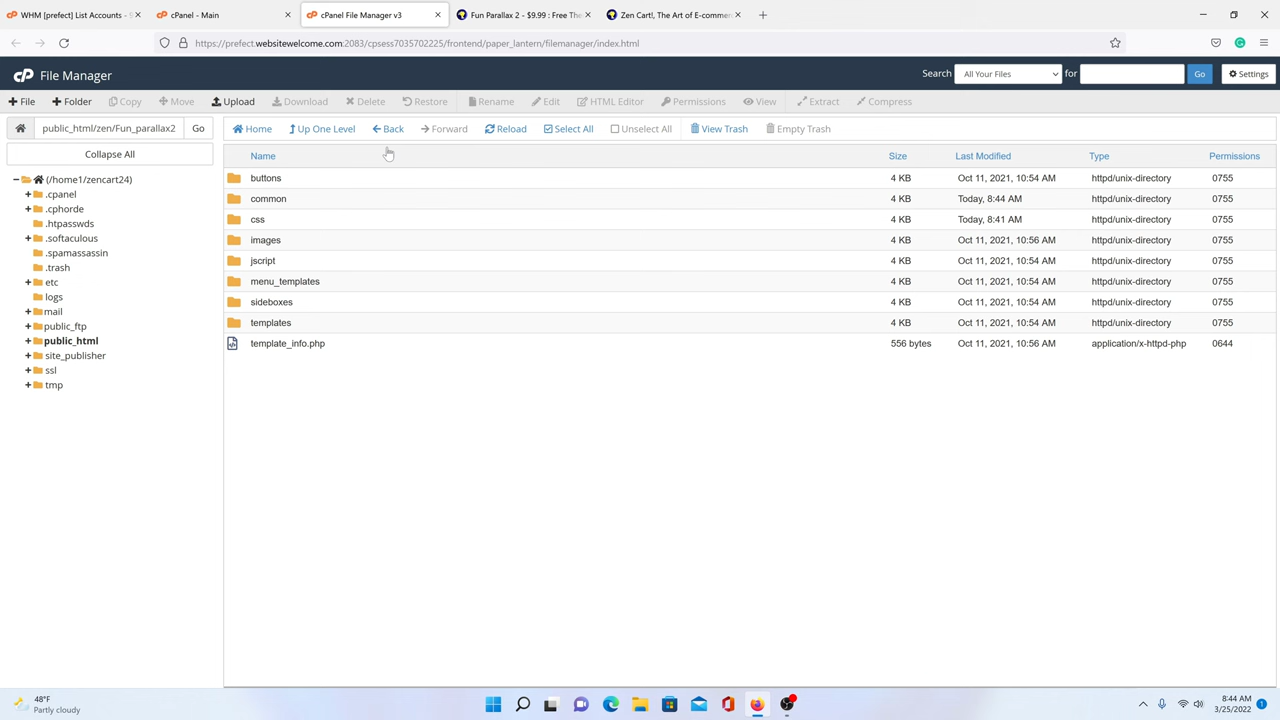 WHM [prefect] List Accounts -
cPanel - Main
cPanel File Manager v3
Fun Parallax 2 - $9.99 : Free The
Zen Cart!, The Art of E-comme
https://prefect.websitewelcome.com:2083/cpsess7035702225/frontend/paper_lantern/filemanager/index.html
cP File Manager
Search All Your Files for Go Settings
+ File + Folder Copy Move Upload Download Delete Restore Rename Edit HTML Editor Permissions View Extract Compress
public_html/zen/Fun_parallax2 Go
Home Up One Level Back Forward Reload Select All Unselect All View Trash Empty Trash
Collapse All
(/home1/zencart24)
.cpanel
.cphorde
.htpasswds
.softaculous
.spamassassin
.trash
etc
logs
mail
public_ftp
public_html
site_publisher
ssl
tmp
Name Size Last Modified Type Permissions
buttons 4 KB Oct 11, 2021, 10:54 AM httpd/unix-directory 0755
common 4 KB Today, 8:44 AM httpd/unix-directory 0755
css 4 KB Today, 8:41 AM httpd/unix-directory 0755
images 4 KB Oct 11, 2021, 10:56 AM httpd/unix-directory 0755
jscript 4 KB Oct 11, 2021, 10:54 AM httpd/unix-directory 0755
menu_templates 4 KB Oct 11, 2021, 10:54 AM httpd/unix-directory 0755
sideboxes 4 KB Oct 11, 2021, 10:54 AM httpd/unix-directory 0755
templates 4 KB Oct 11, 2021, 10:54 AM httpd/unix-directory 0755
template_info.php 556 bytes Oct 11, 2021, 10:56 AM application/x-httpd-php 0644
48°F
Partly cloudy
8:44 AM
3/25/2022
1